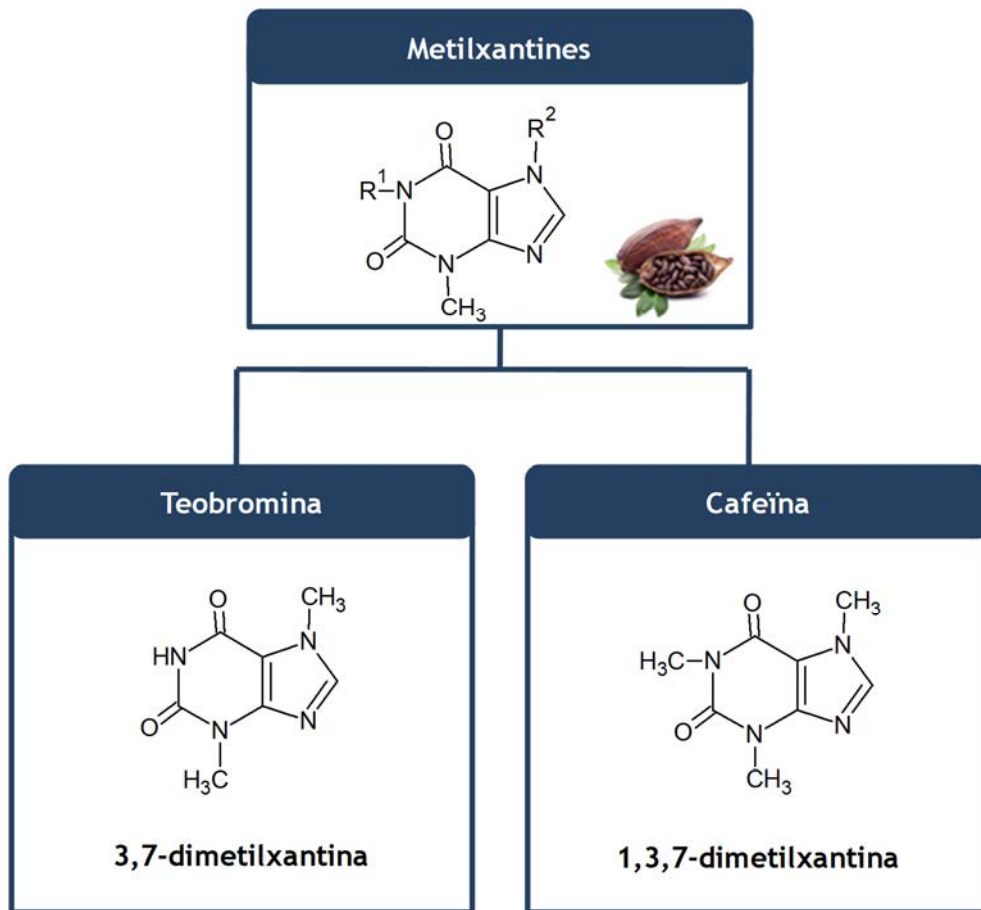 Metilxantines
O
R²
R¹
N
N
O
N
N
CH₃
Teobromina
O
CH₃
HN
N
O
N
N
H₃C
3,7-dimetilxantina
Cafeïna
O
CH₃
H₃C
N
N
O
N
N
CH₃
1,3,7-dimetilxantina